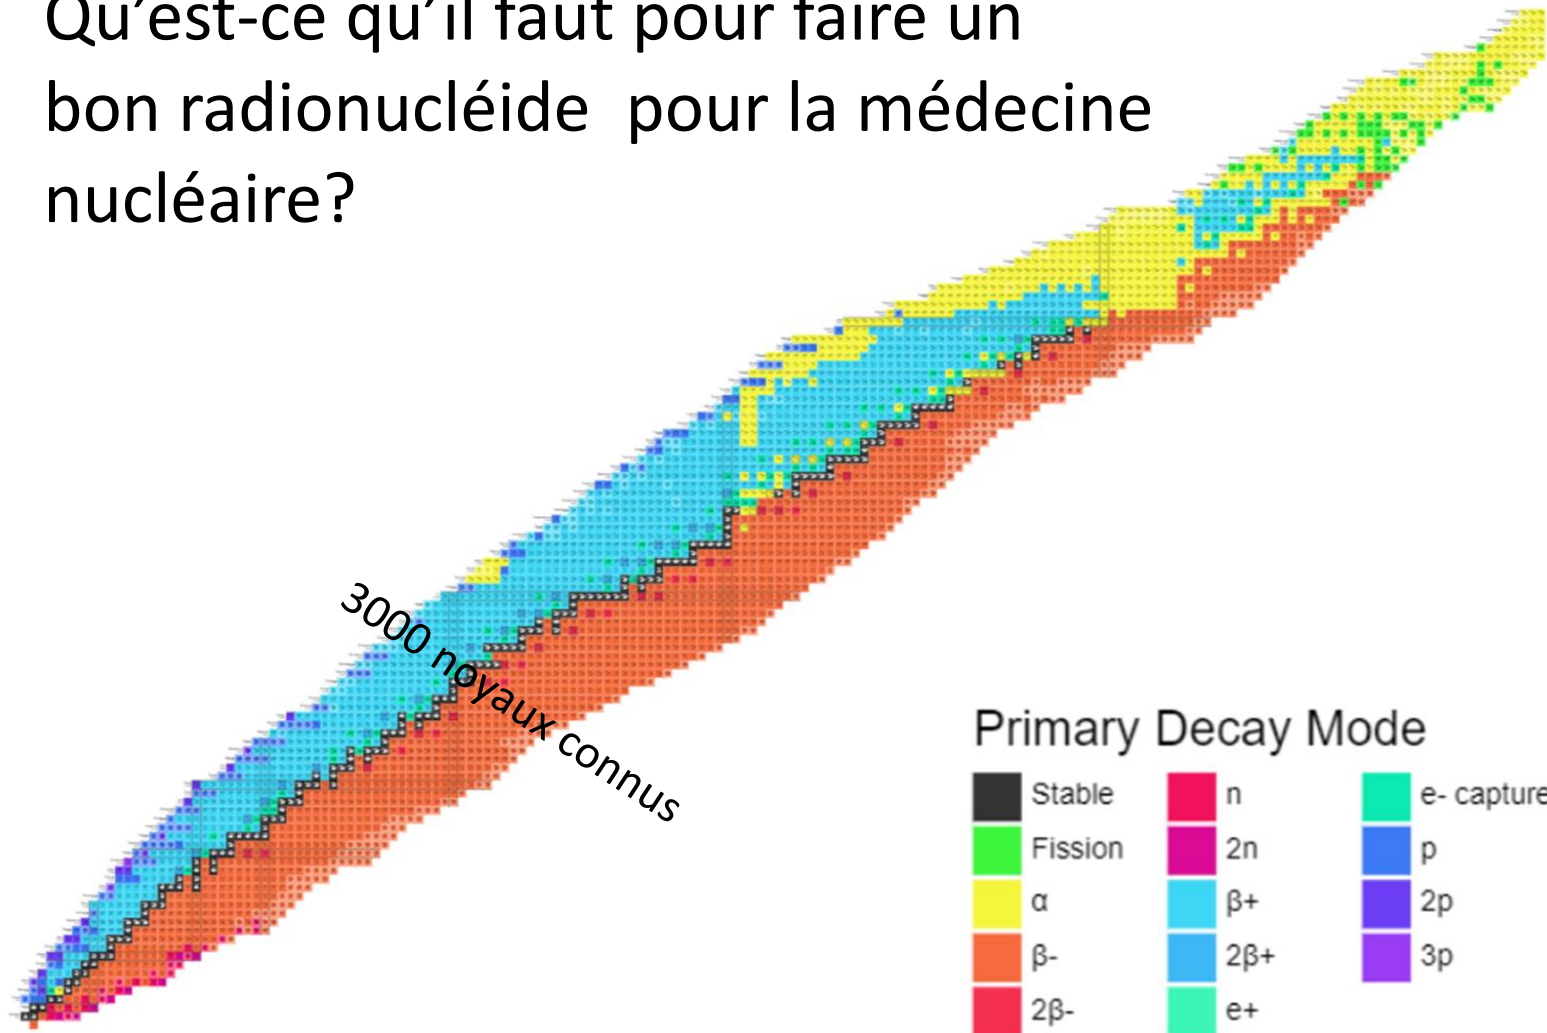 Qu’est-ce qu’il faut pour faire un
bon radionucléide  pour la médecine
nucléaire?
3000 noyaux connus
Primary Decay Mode
Stable
n
e- capture
Fission
2n
p
α
β+
2p
β-
2β+
3p
2β-
e+